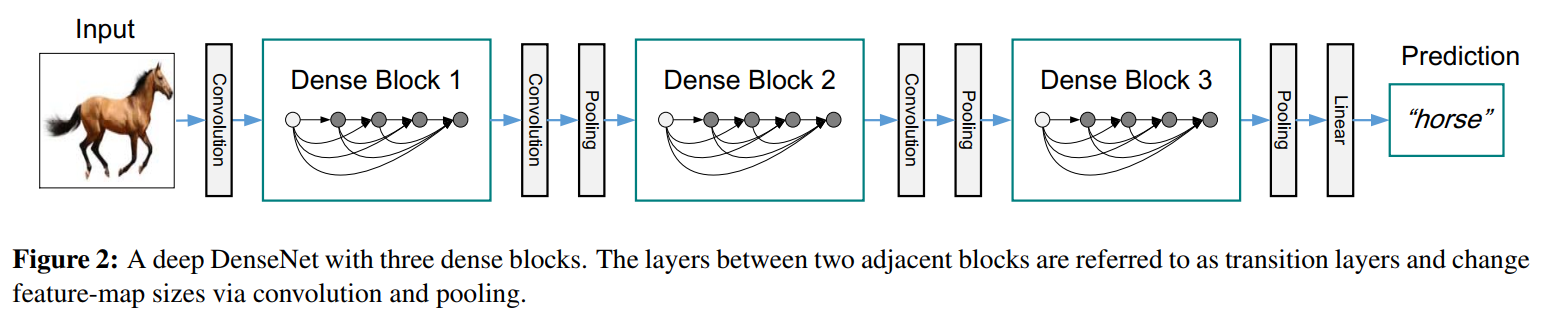 Input
Prediction
Convolution
Dense Block 1
Convolution
Pooling
Dense Block 2
Convolution
Pooling
Dense Block 3
Pooling
Linear
“horse”
Figure 2: A deep DenseNet with three dense blocks. The layers between two adjacent blocks are referred to as transition layers and change
feature-map sizes via convolution and pooling.